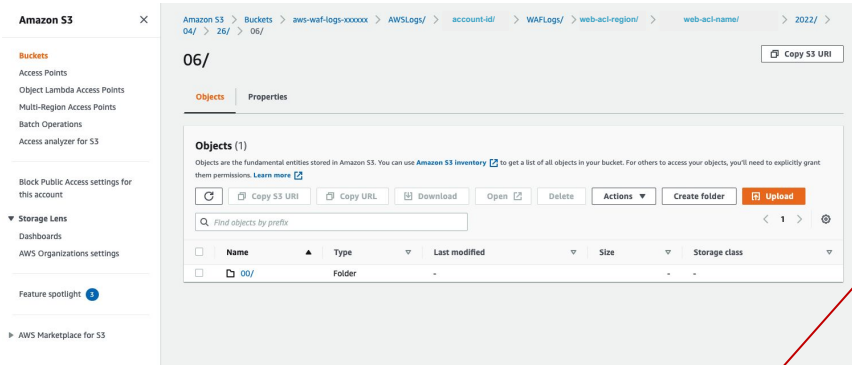 Amazon S3
Amazon S3 > Buckets > aws-waf-logs-xxxxxx > AWSLogs/ > account-id/ > WAFLogs/ > web-acl-region/ > web-acl-name/ > 2022/ >
04/ > 26/ > 06/
06/
Copy S3 URI
Buckets
Access Points
Object Lambda Access Points
Multi-Region Access Points
Batch Operations
Access analyzer for S3
Block Public Access settings for
this account
Storage Lens
Dashboards
AWS Organizations settings
Feature spotlight 3
AWS Marketplace for S3
Objects Properties
Objects (1)
Objects are the fundamental entities stored in Amazon S3. You can use Amazon S3 inventory to get a list of all objects in your bucket. For others to access your objects, you'll need to explicitly grant
them permissions. Learn more
Copy S3 URI Copy URL Download Open Delete Actions Create folder Upload
Find objects by prefix
< 1 >
Name Type Last modified Size Storage class
00/ Folder - - -